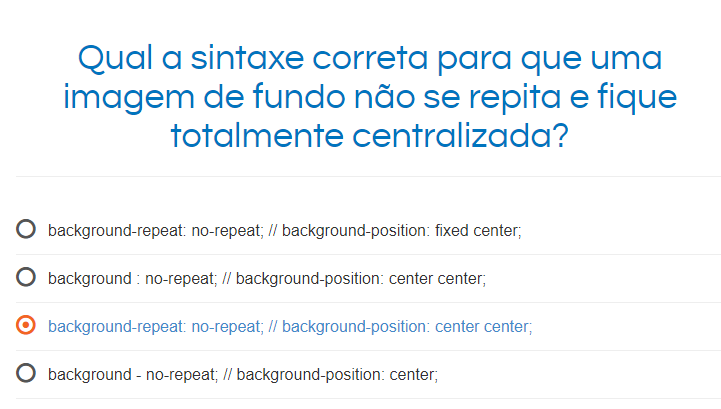 Qual a sintaxe correta para que uma
imagem de fundo não se repita e fique
totalmente centralizada?
background-repeat: no-repeat; // background-position: fixed center;
background : no-repeat; // background-position: center center;
background-repeat: no-repeat; // background-position: center center;
background - no-repeat; // background-position: center;